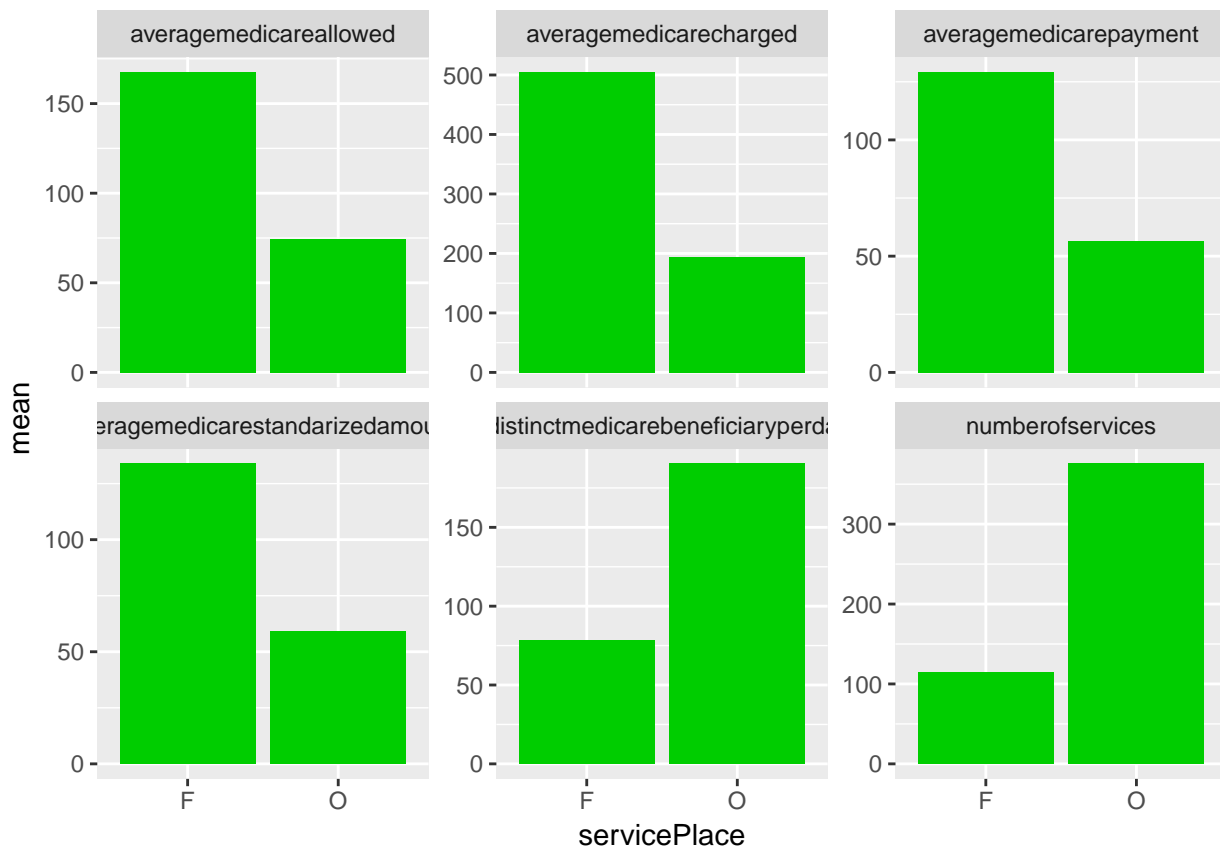 averagemedicareallowed
averagemedicarecharged
averagemedicarepayment
150
100
50
0
500
400
300
200
100
0
100
50
0
mean
eragemedicarestandarizedamou
distinctmedicarebeneficiaryperda
numberofservices
100
50
0
150
100
50
0
300
200
100
0
F
O
F
O
F
O
servicePlace